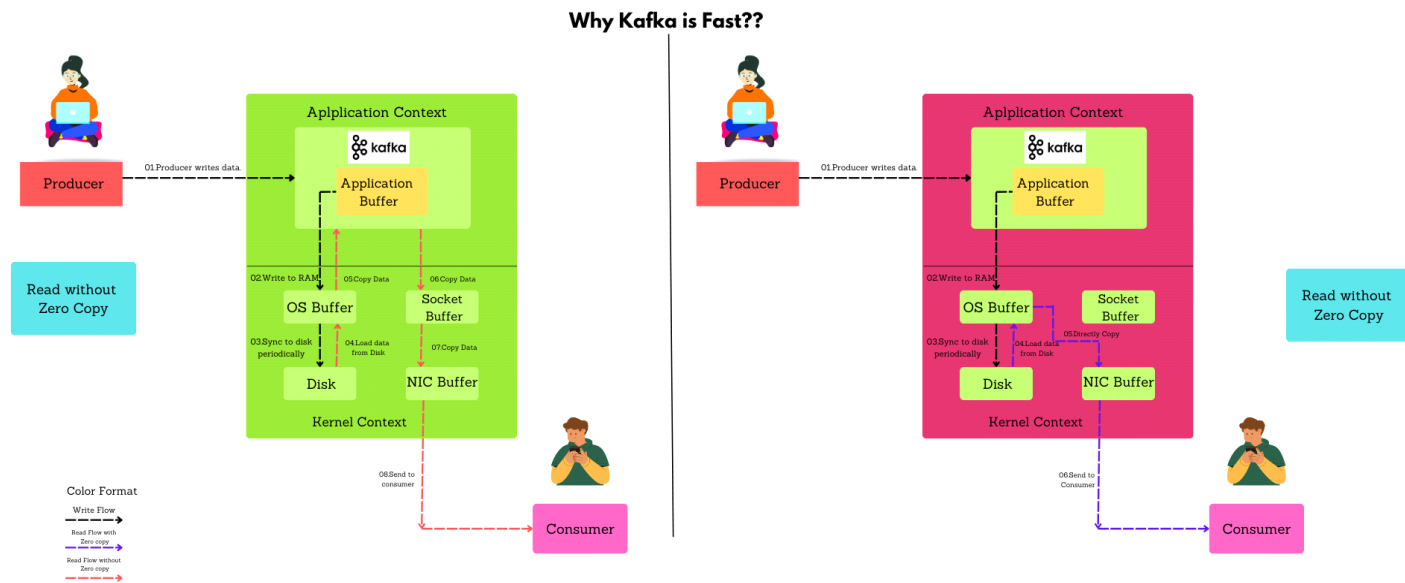 Why Kafka is Fast??
Aplplication Context
kafka
Application
Buffer
Producer
01.Producer writes data.
02.Write to RAM
05.Copy Data
06.Copy Data
OS Buffer
Socket
Buffer
03.Sync to disk
periodically
04.Load data
from Disk
07.Copy Data
Disk
NIC Buffer
Kernel Context
Read without
Zero Copy
08.Send to
consumer
Consumer
Color Format
Write Flow
Read Flow with
Zero copy
Read Flow without
Zero copy
Aplplication Context
kafka
Application
Buffer
Producer
01.Producer writes data.
02.Write to RAM
OS Buffer
Socket
Buffer
03.Sync to disk
periodically
04.Load data
from Disk
05.Directly Copy
Disk
NIC Buffer
Kernel Context
Read without
Zero Copy
06.Send to
Consumer
Consumer